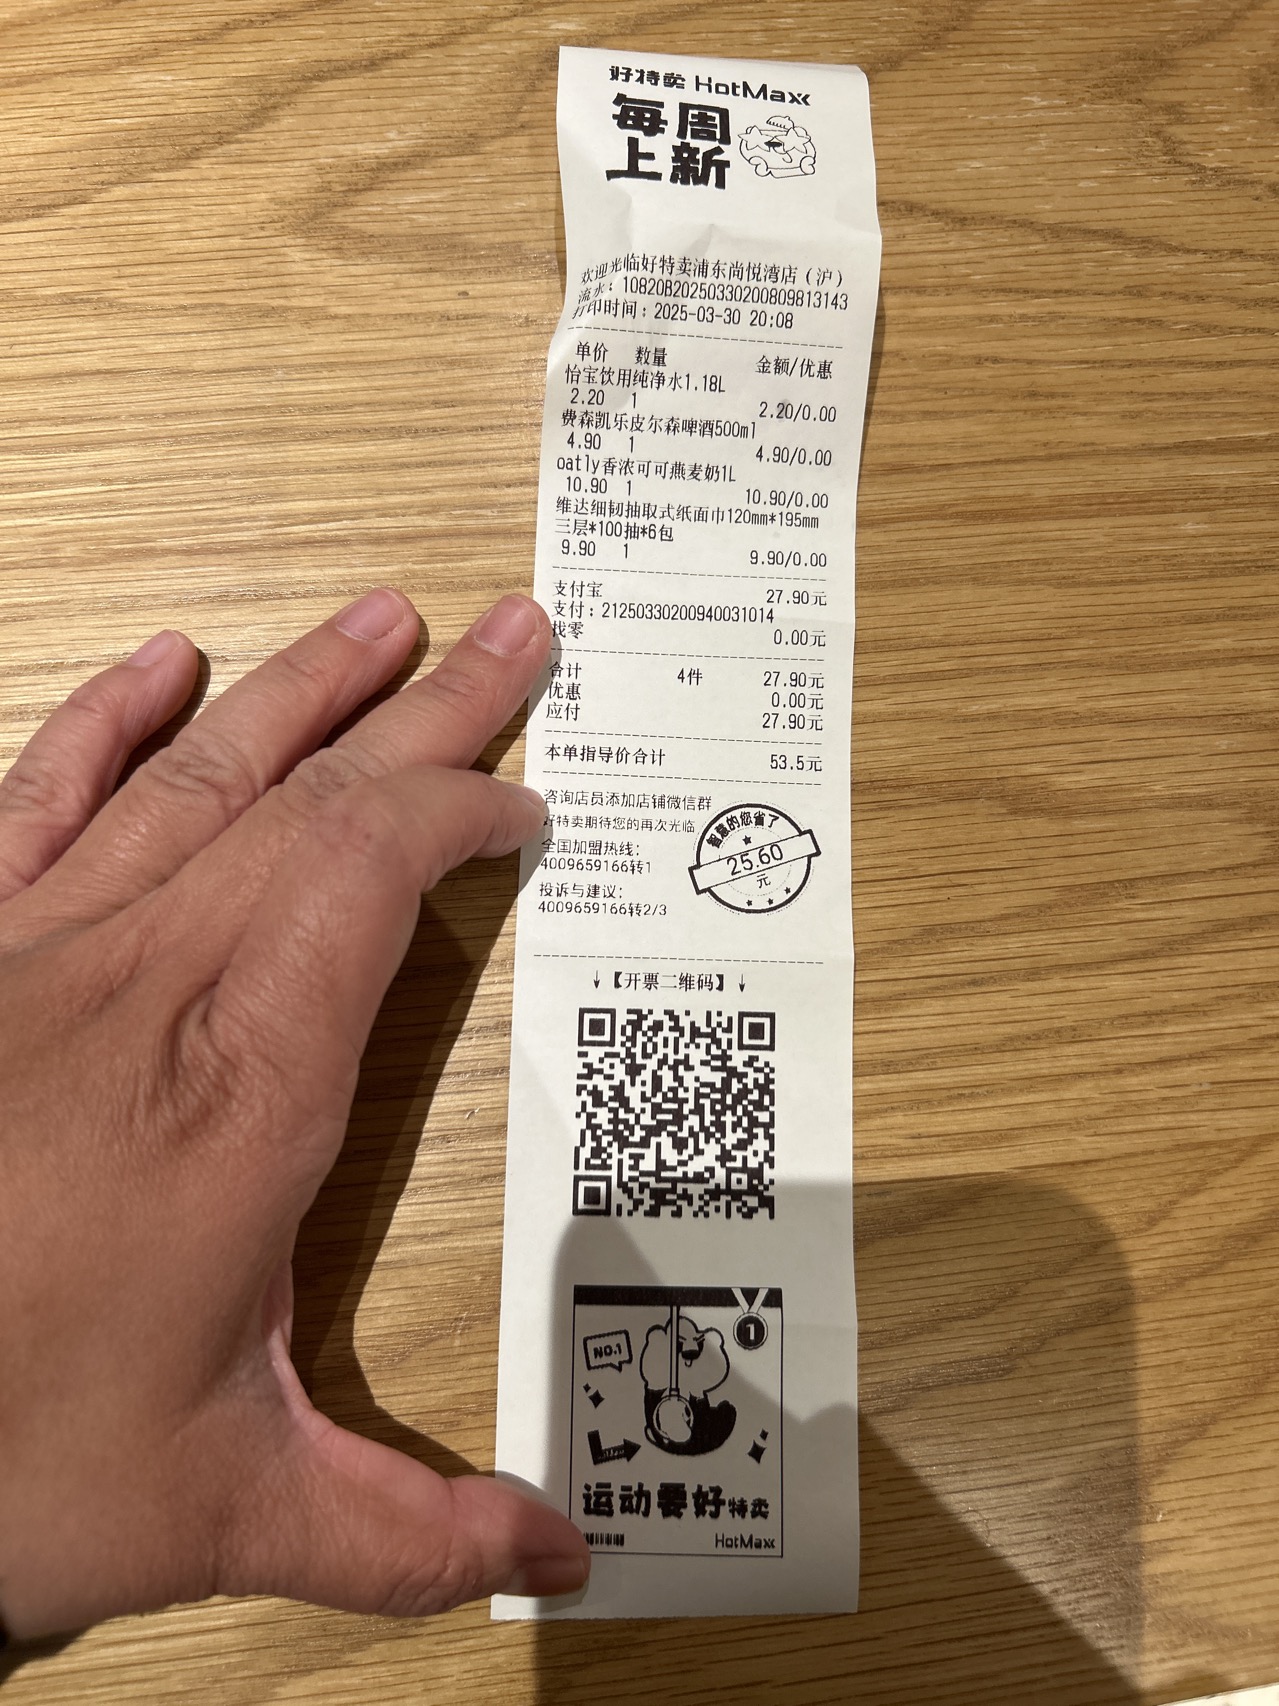 好特卖 HotMaxx
每周
上新
欢迎光临好特卖浦东尚悦湾店（沪）
流水：10820B20250330200809813143
打印时间：2025-03-30 20:08
单价 数量 金额/优惠
怡宝饮用纯净水1.18L
2.20 1 2.20/0.00
费森凯乐皮尔森啤酒500ml
4.90 1 4.90/0.00
oatly香浓可可燕麦奶1L
10.90 1 10.90/0.00
维达细韧抽取式纸面巾120mm*195mm
三层*100抽*6包
9.90 1 9.90/0.00
支付宝 27.90元
支付：21250330200940031014
找零 0.00元
合计 4件 27.90元
优惠 0.00元
应付 27.90元
本单指导价合计 53.5元
咨询店员添加店铺微信群
好特卖期待您的再次光临
全国加盟热线：
4009659166转1
投诉与建议：
4009659166转2/3
智慧的您省了
25.60
元
↓【开票二维码】↓
NO.1
1
运动要好特卖
HotMaxx